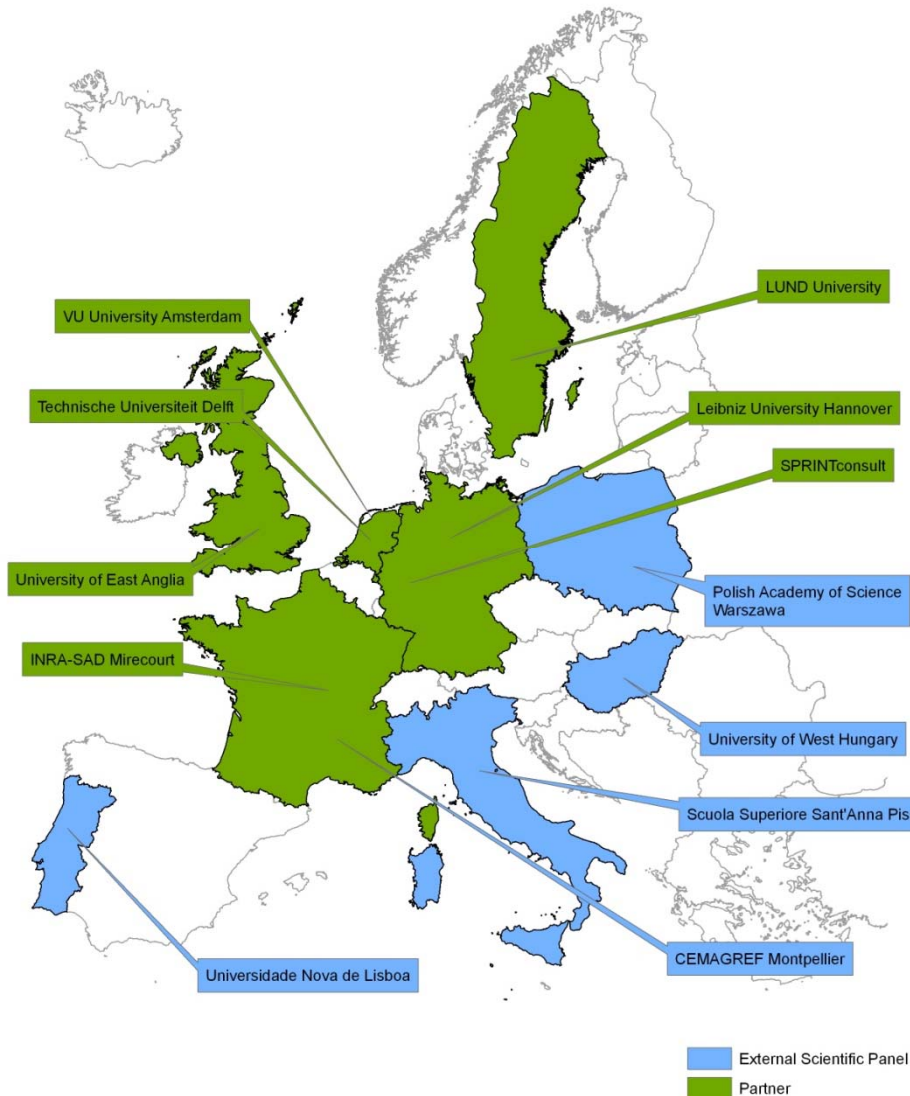 LUND University
VU University Amsterdam
Technische Universiteit Delft
Leibniz University Hannover
SPRINTconsult
University of East Anglia
Polish Academy of Science
Warszawa
INRA-SAD Mirecourt
University of West Hungary
Scuola Superiore Sant'Anna Pis
CEMAGREF Montpellier
Universidade Nova de Lisboa
External Scientific Panel
Partner